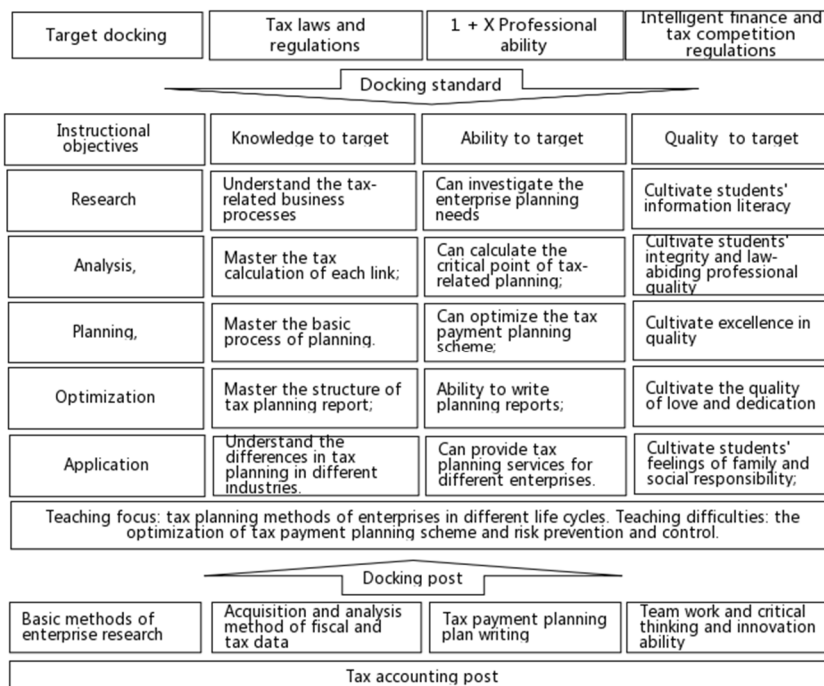 Target docking
Tax laws and
regulations
1 + X Professional
ability
Intelligent finance and
tax competition
regulations
Docking standard
Instructional
objectives
Knowledge to target
Ability to target
Quality to target
Research
Understand the tax-
related business
processes
Can investigate the
enterprise planning
needs
Cultivate students'
information literacy
Analysis,
Master the tax
calculation of each link;
Can calculate the
critical point of tax-
related planning;
Cultivate students'
integrity and law-
abiding professional
quality
Planning,
Master the basic
process of planning.
Can optimize the tax
payment planning
scheme;
Cultivate excellence in
quality
Optimization
Master the structure of
tax planning report;
Ability to write
planning reports;
Cultivate the quality
of love and dedication
Application
Understand the
differences in tax
planning in different
industries.
Can provide tax
planning services for
different enterprises.
Cultivate students'
feelings of family and
social responsibility;
Teaching focus: tax planning methods of enterprises in different life cycles. Teaching difficulties: the
optimization of tax payment planning scheme and risk prevention and control.
Docking post
Basic methods of
enterprise research
Acquisition and analysis
method of fiscal and
tax data
Tax payment planning
plan writing
Team work and critical
thinking and innovation
ability
Tax accounting post